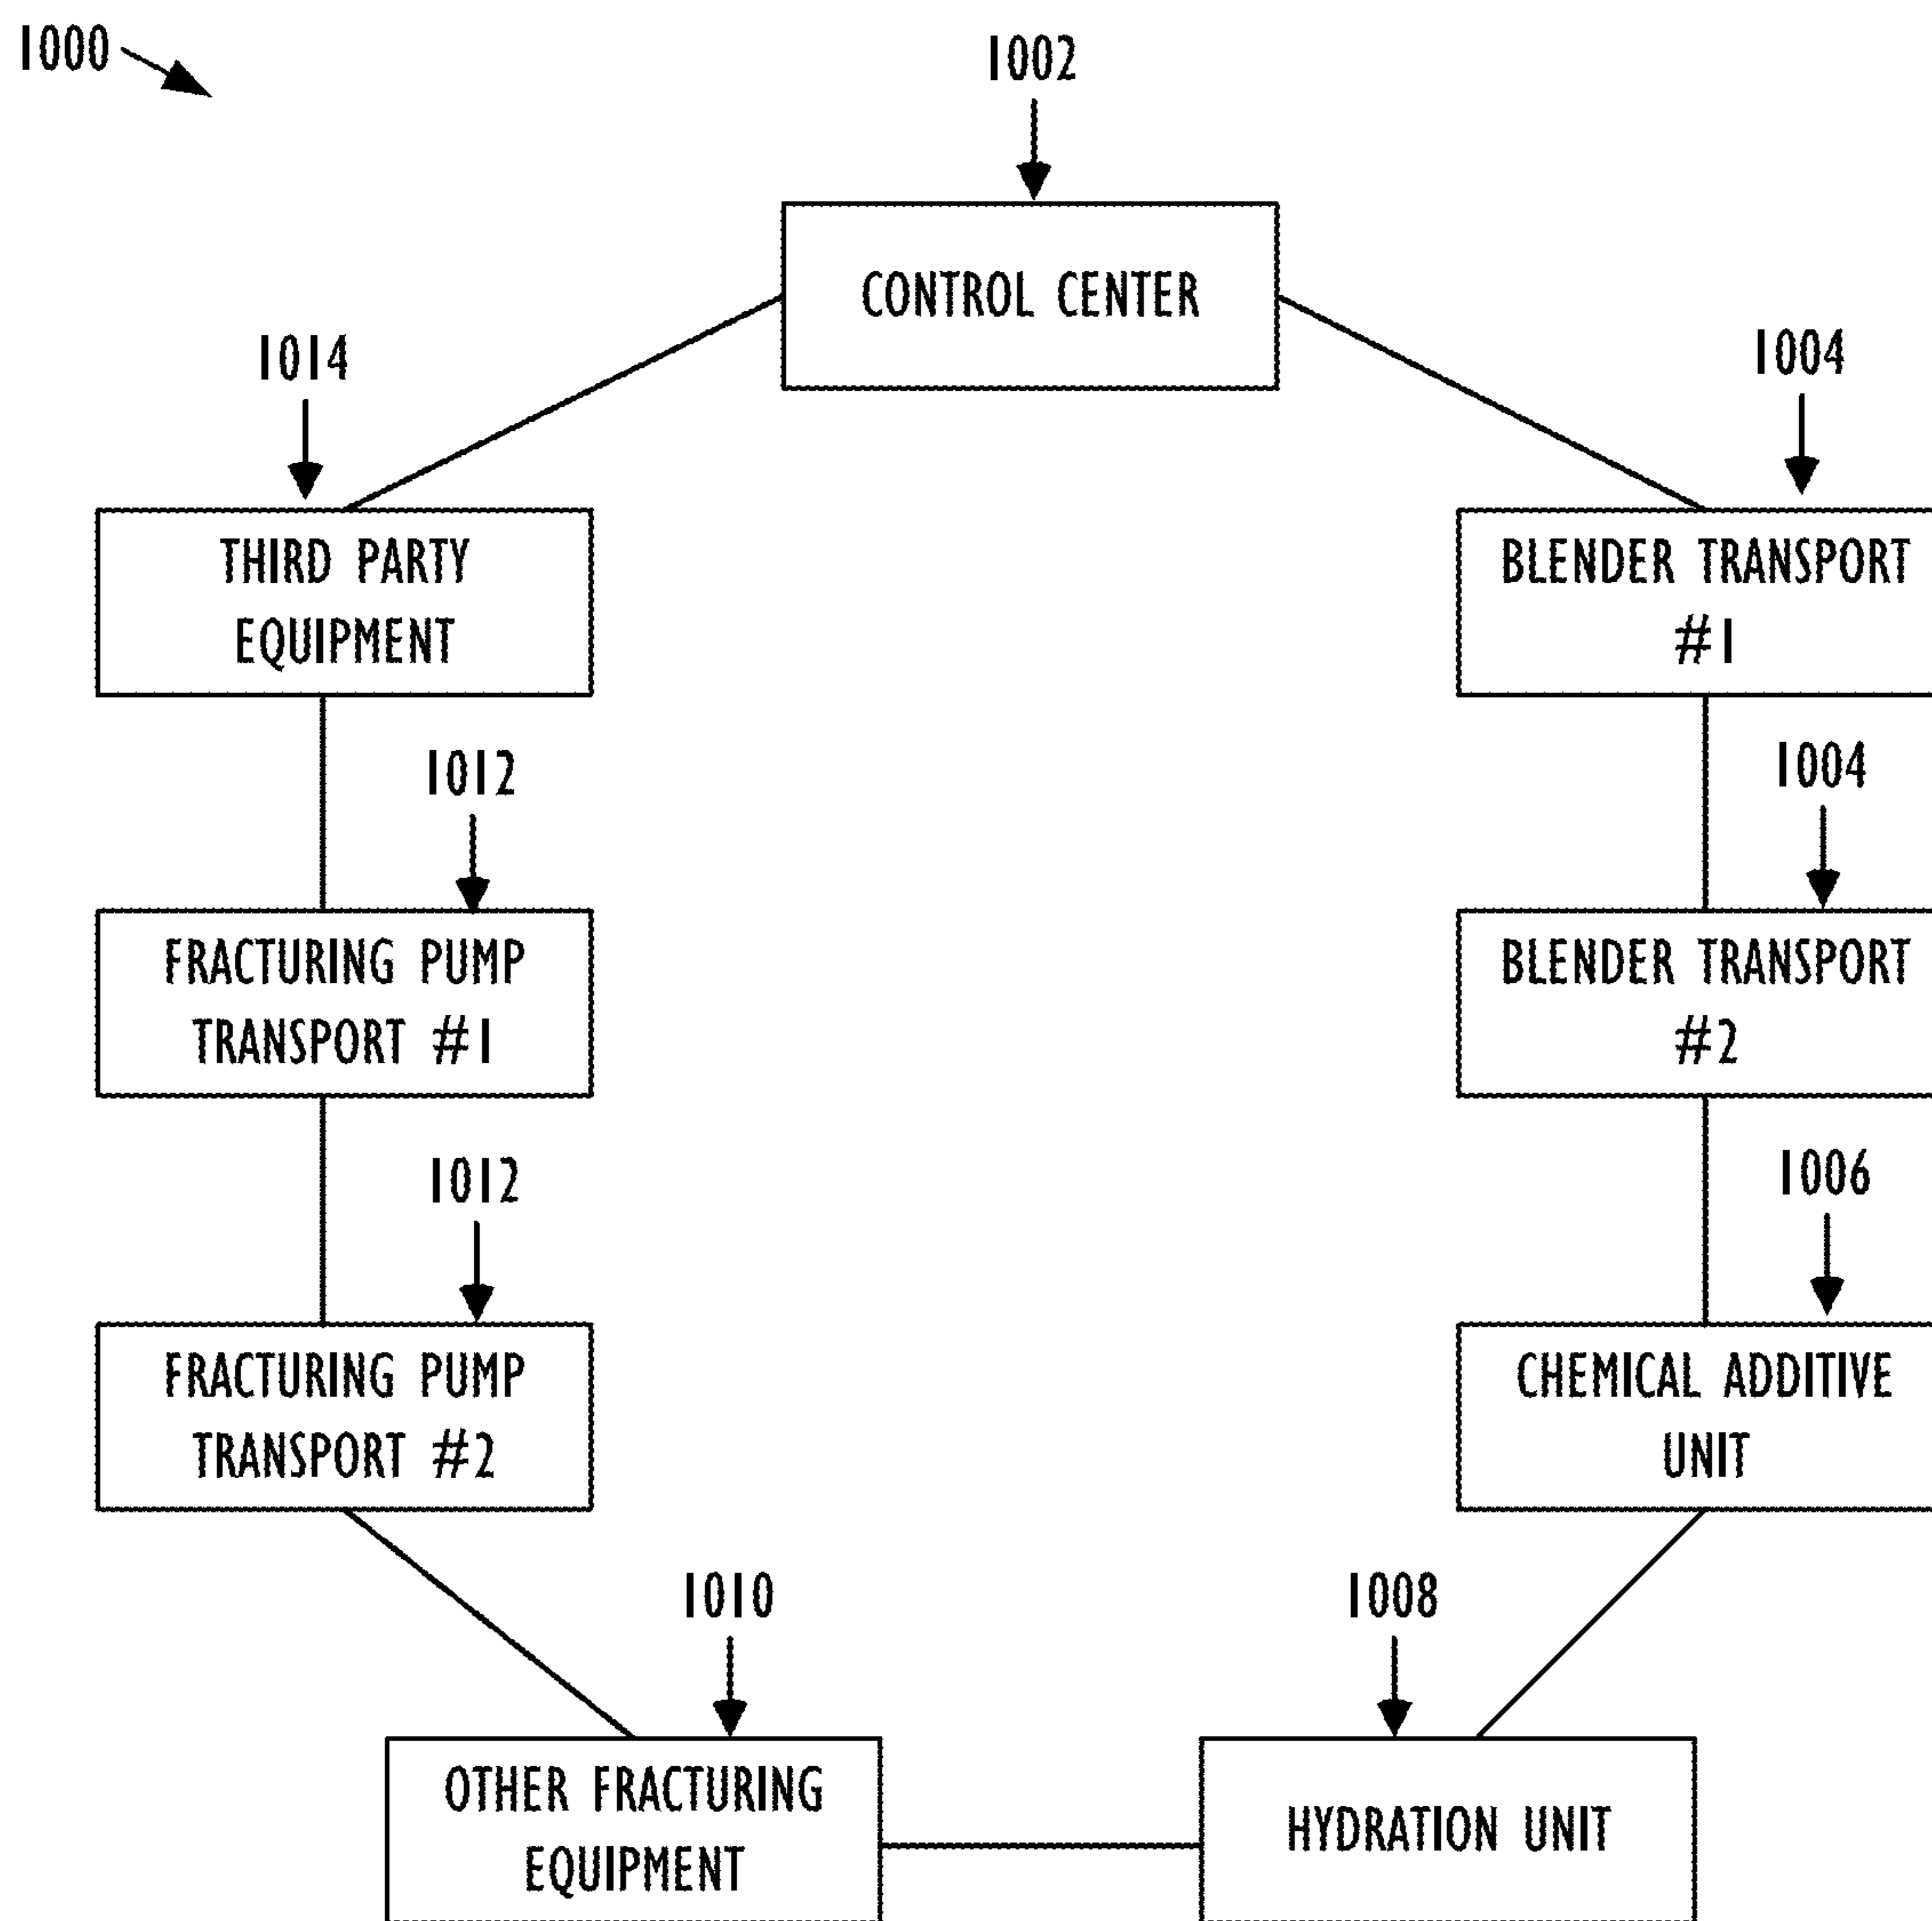 1000
1002
CONTROL CENTER
1014
1004
THIRD PARTY
EQUIPMENT
BLENDER TRANSPORT
#1
1012
1004
FRACTURING PUMP
TRANSPORT #1
BLENDER TRANSPORT
#2
1012
1006
FRACTURING PUMP
TRANSPORT #2
CHEMICAL ADDITIVE
UNIT
1010
1008
OTHER FRACTURING
EQUIPMENT
HYDRATION UNIT